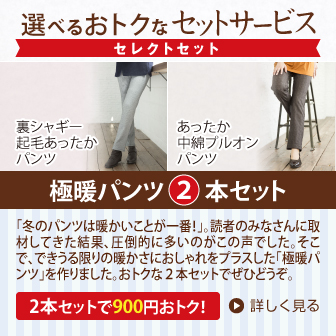 選べるおトクなセットサービス
セレクトセット
裏シャギー
起毛あったか
パンツ
あったか
中綿プルオン
パンツ
極暖パンツ2本セット
「冬のパンツは暖かいことが一番!」。読者のみなさんに取
材してきた結果、圧倒的に多いのがこの声でした。そこ
で、できうる限りの暖かさにおしゃれをプラスした「極暖パ
ンツ」を作りました。おトクな2本セットでぜひどうぞ。
2本セットで900円おトク!
詳しく見る